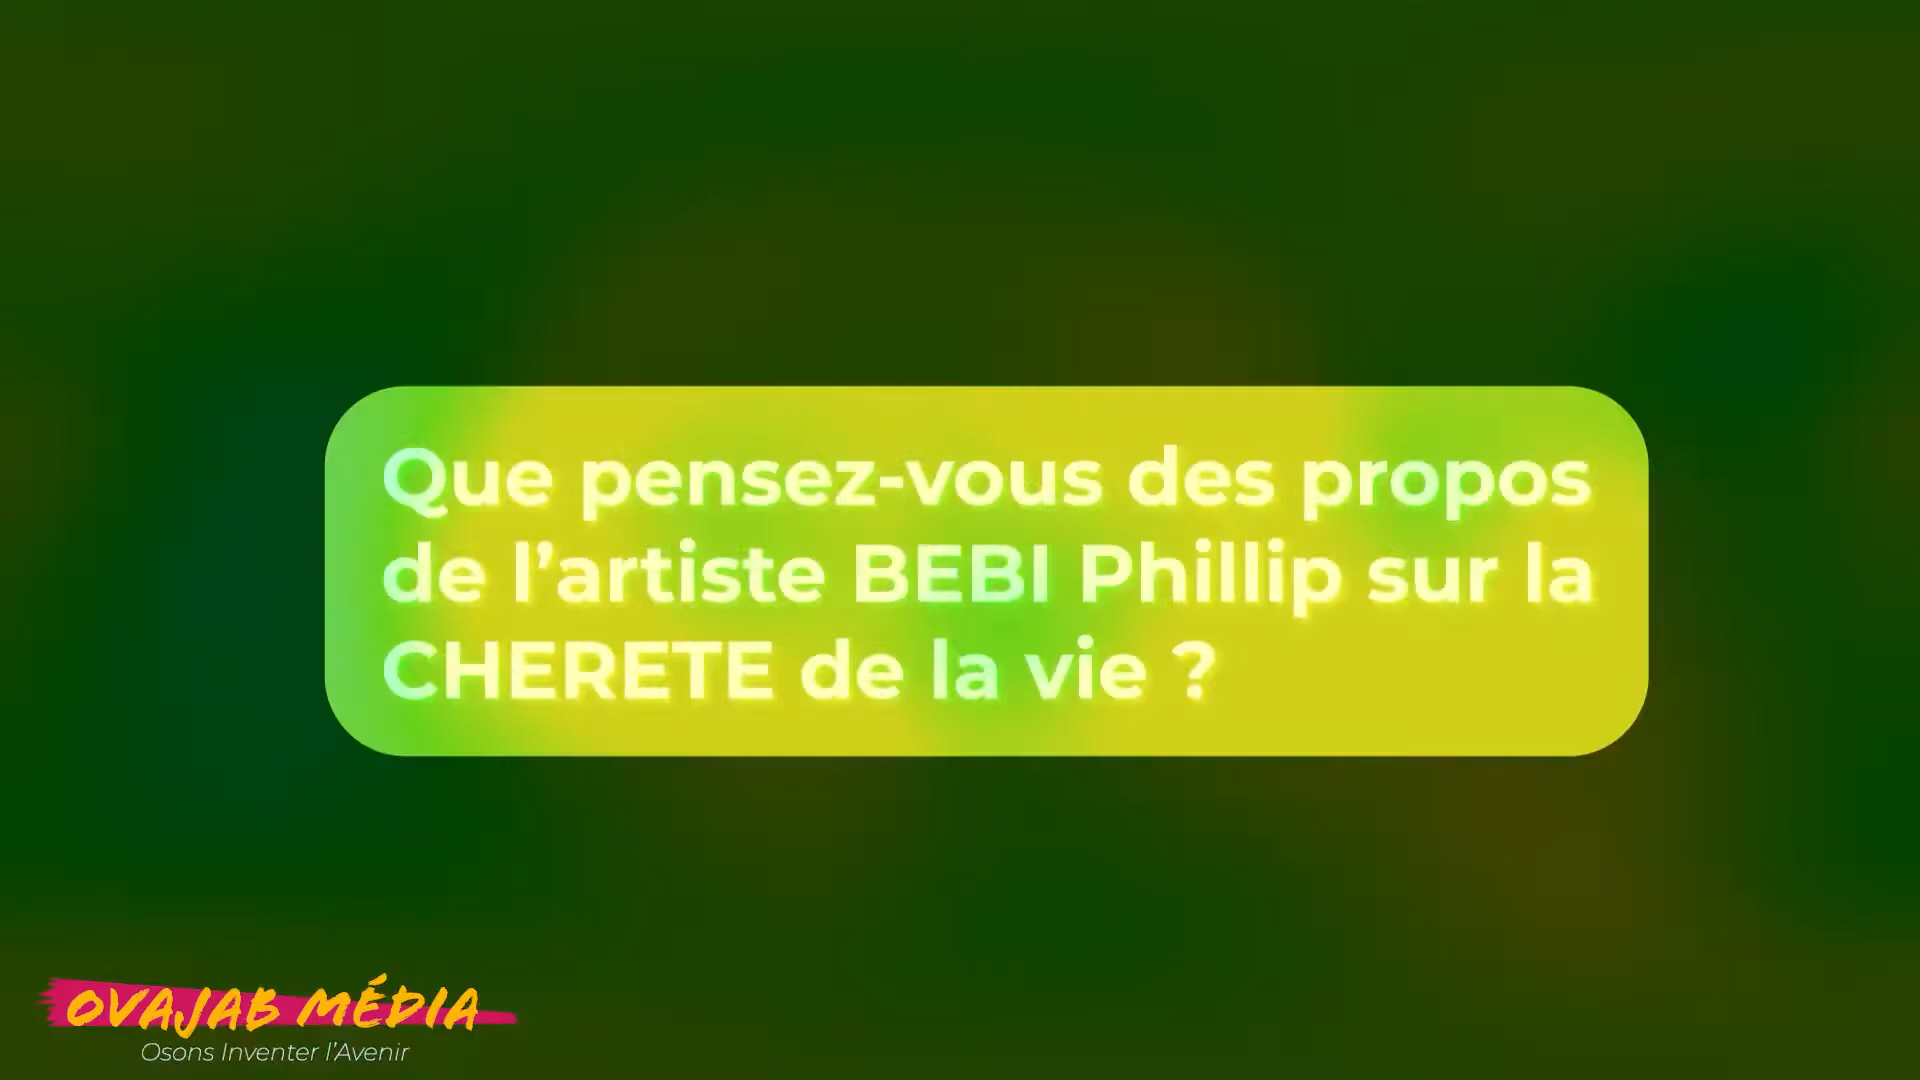 Que pensez-vous des propos
de l’artiste BEBI Phillip sur la
CHERETE de la vie ?
OVAJAB MÉDIA
Osons Inventer l’Avenir